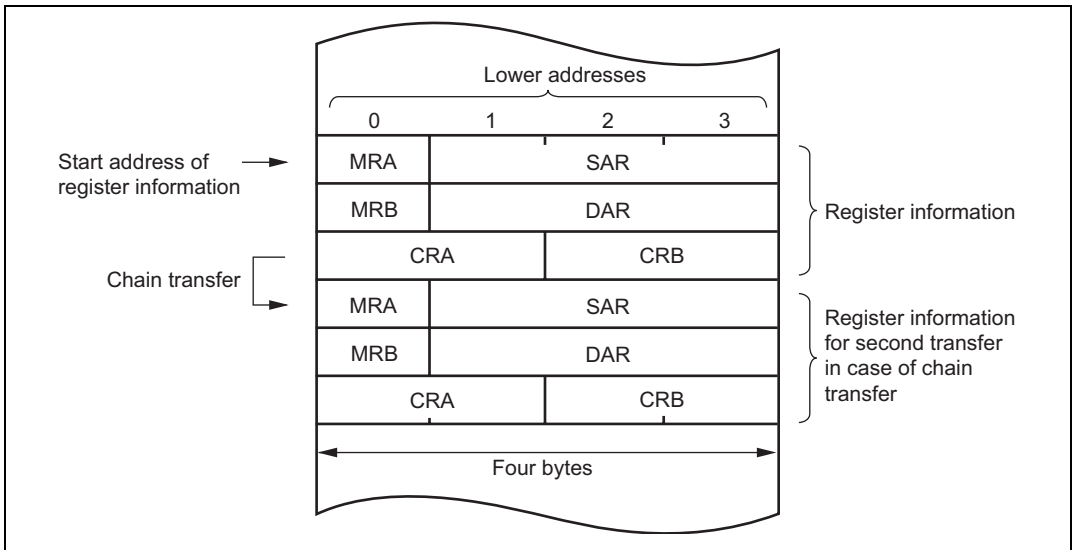 Lower addresses
0 1 2 3
Start address of
register information
MRA SAR
MRB DAR
CRA CRB
Register information
Chain transfer
MRA SAR
MRB DAR
CRA CRB
Register information
for second transfer
in case of chain
transfer
Four bytes